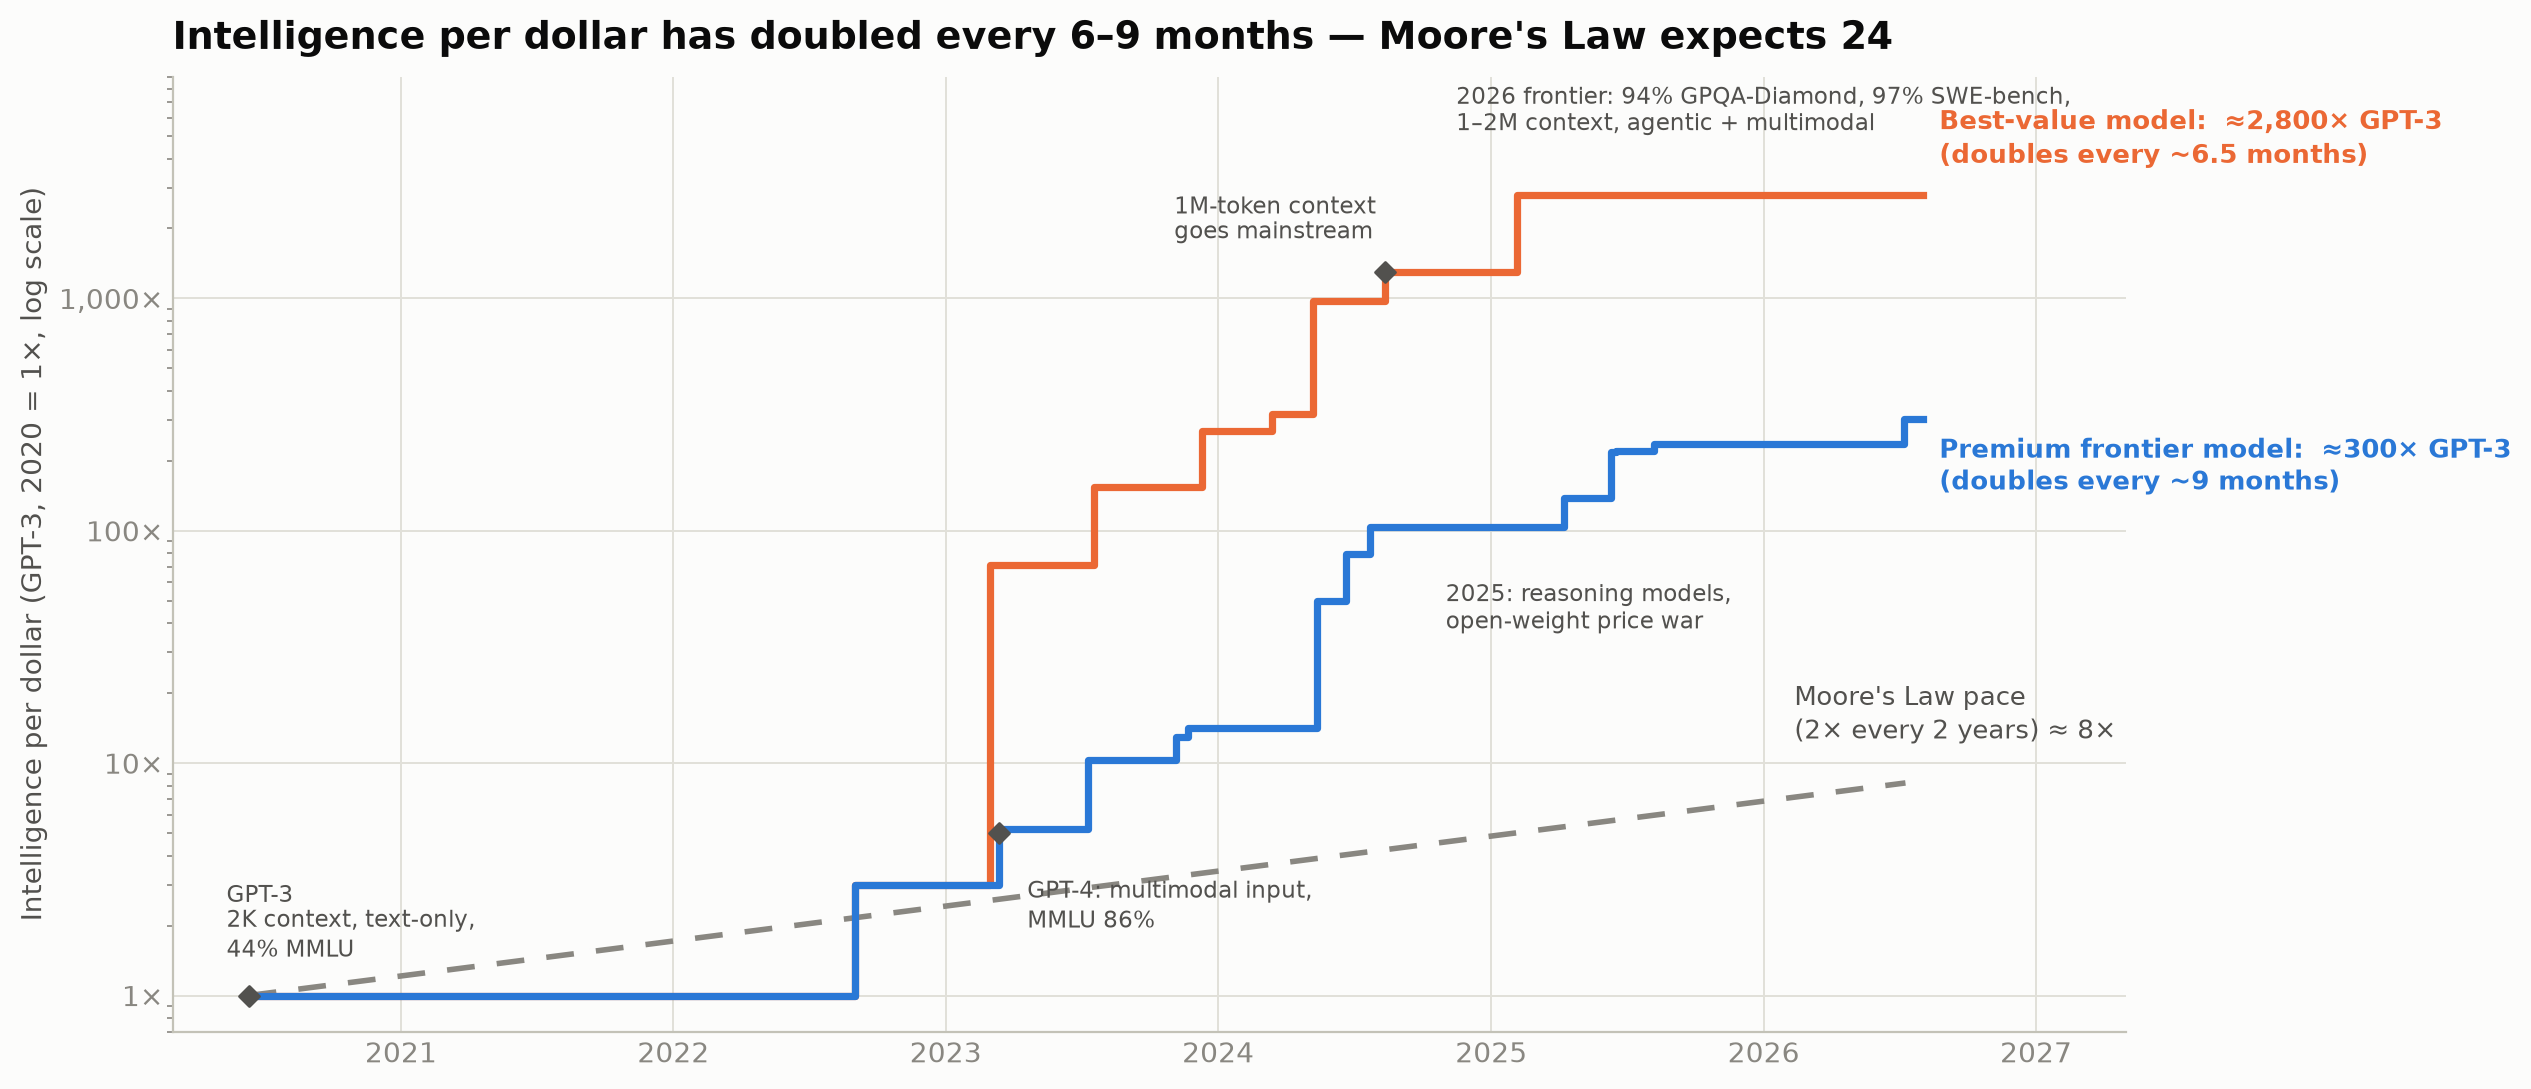 Intelligence per dollar has doubled every 6–9 months — Moore's Law expects 24
Intelligence per dollar (GPT-3, 2020 = 1×, log scale)
1,000×
100×
10×
1×
2026 frontier: 94% GPQA-Diamond, 97% SWE-bench,
1–2M context, agentic + multimodal
Best-value model: ≈2,800× GPT-3
(doubles every ~6.5 months)
1M-token context
goes mainstream
Premium frontier model: ≈300× GPT-3
(doubles every ~9 months)
2025: reasoning models,
open-weight price war
Moore's Law pace
(2× every 2 years) ≈ 8×
GPT-3
2K context, text-only,
44% MMLU
GPT-4: multimodal input,
MMLU 86%
2021
2022
2023
2024
2025
2026
2027